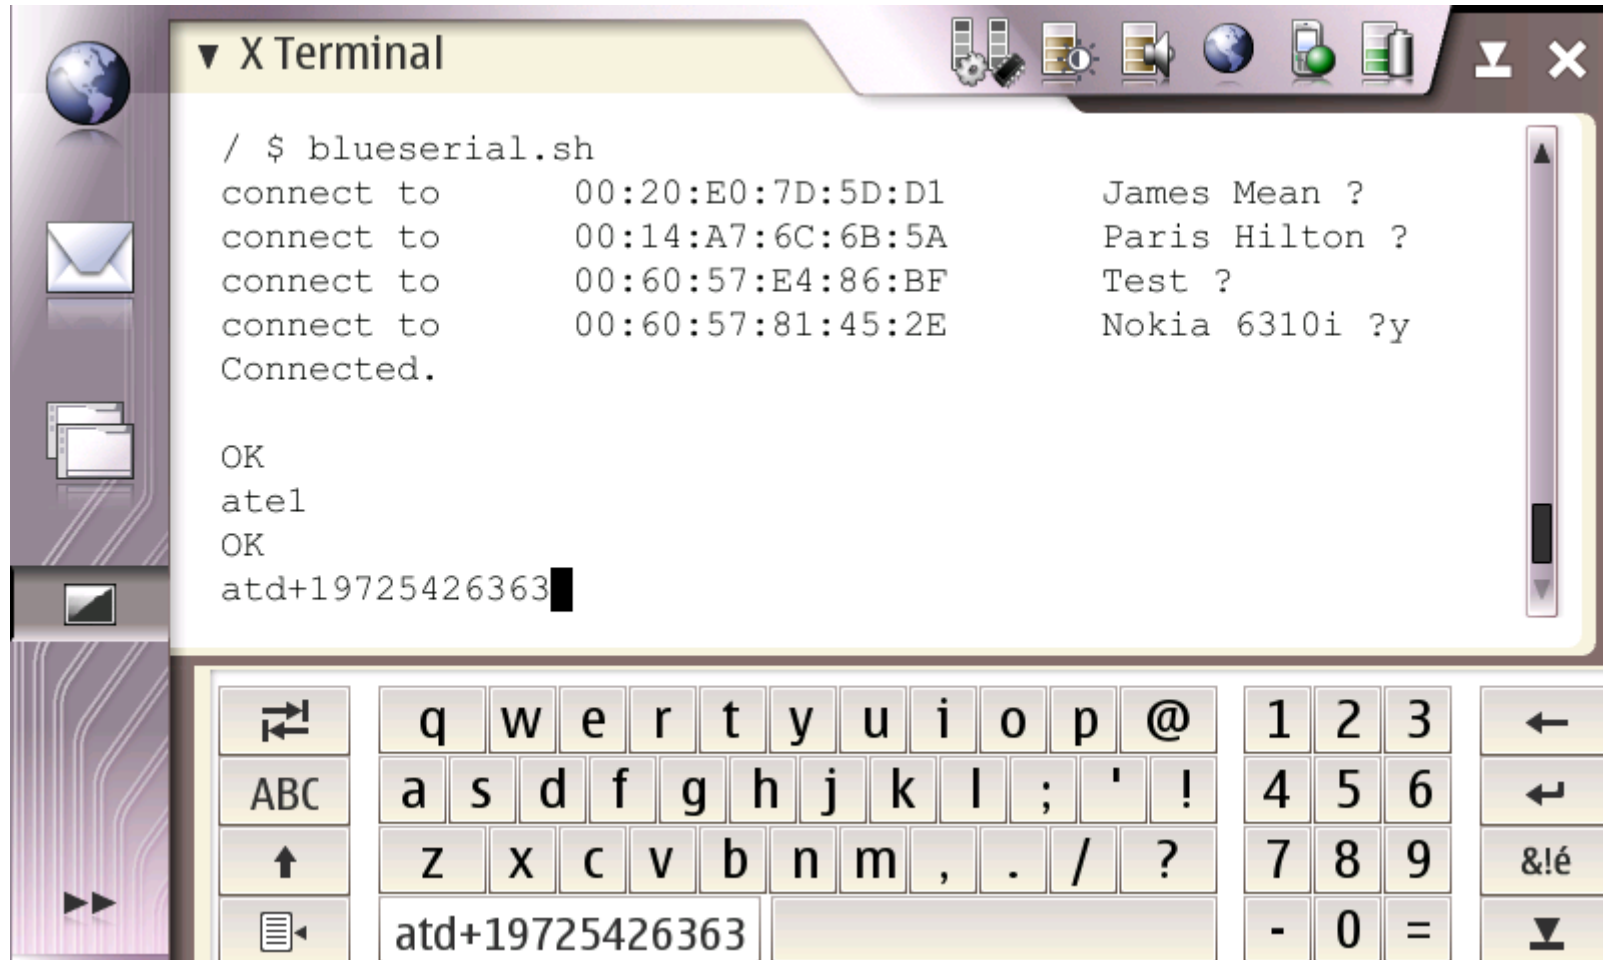 X Terminal
/ $ blueserial.sh
connect to 00:20:E0:7D:5D:D1 James Mean ?
connect to 00:14:A7:6C:6B:5A Paris Hilton ?
connect to 00:60:57:E4:86:BF Test ?
connect to 00:60:57:81:45:2E Nokia 6310i ?y
Connected.
OK
ate1
OK
atd+19725426363
q w e r t y u i o p @ 1 2 3
ABC a s d f g h j k l ; ' ! 4 5 6
z x c v b n m , . / ? 7 8 9 &!é
atd+19725426363 - 0 =